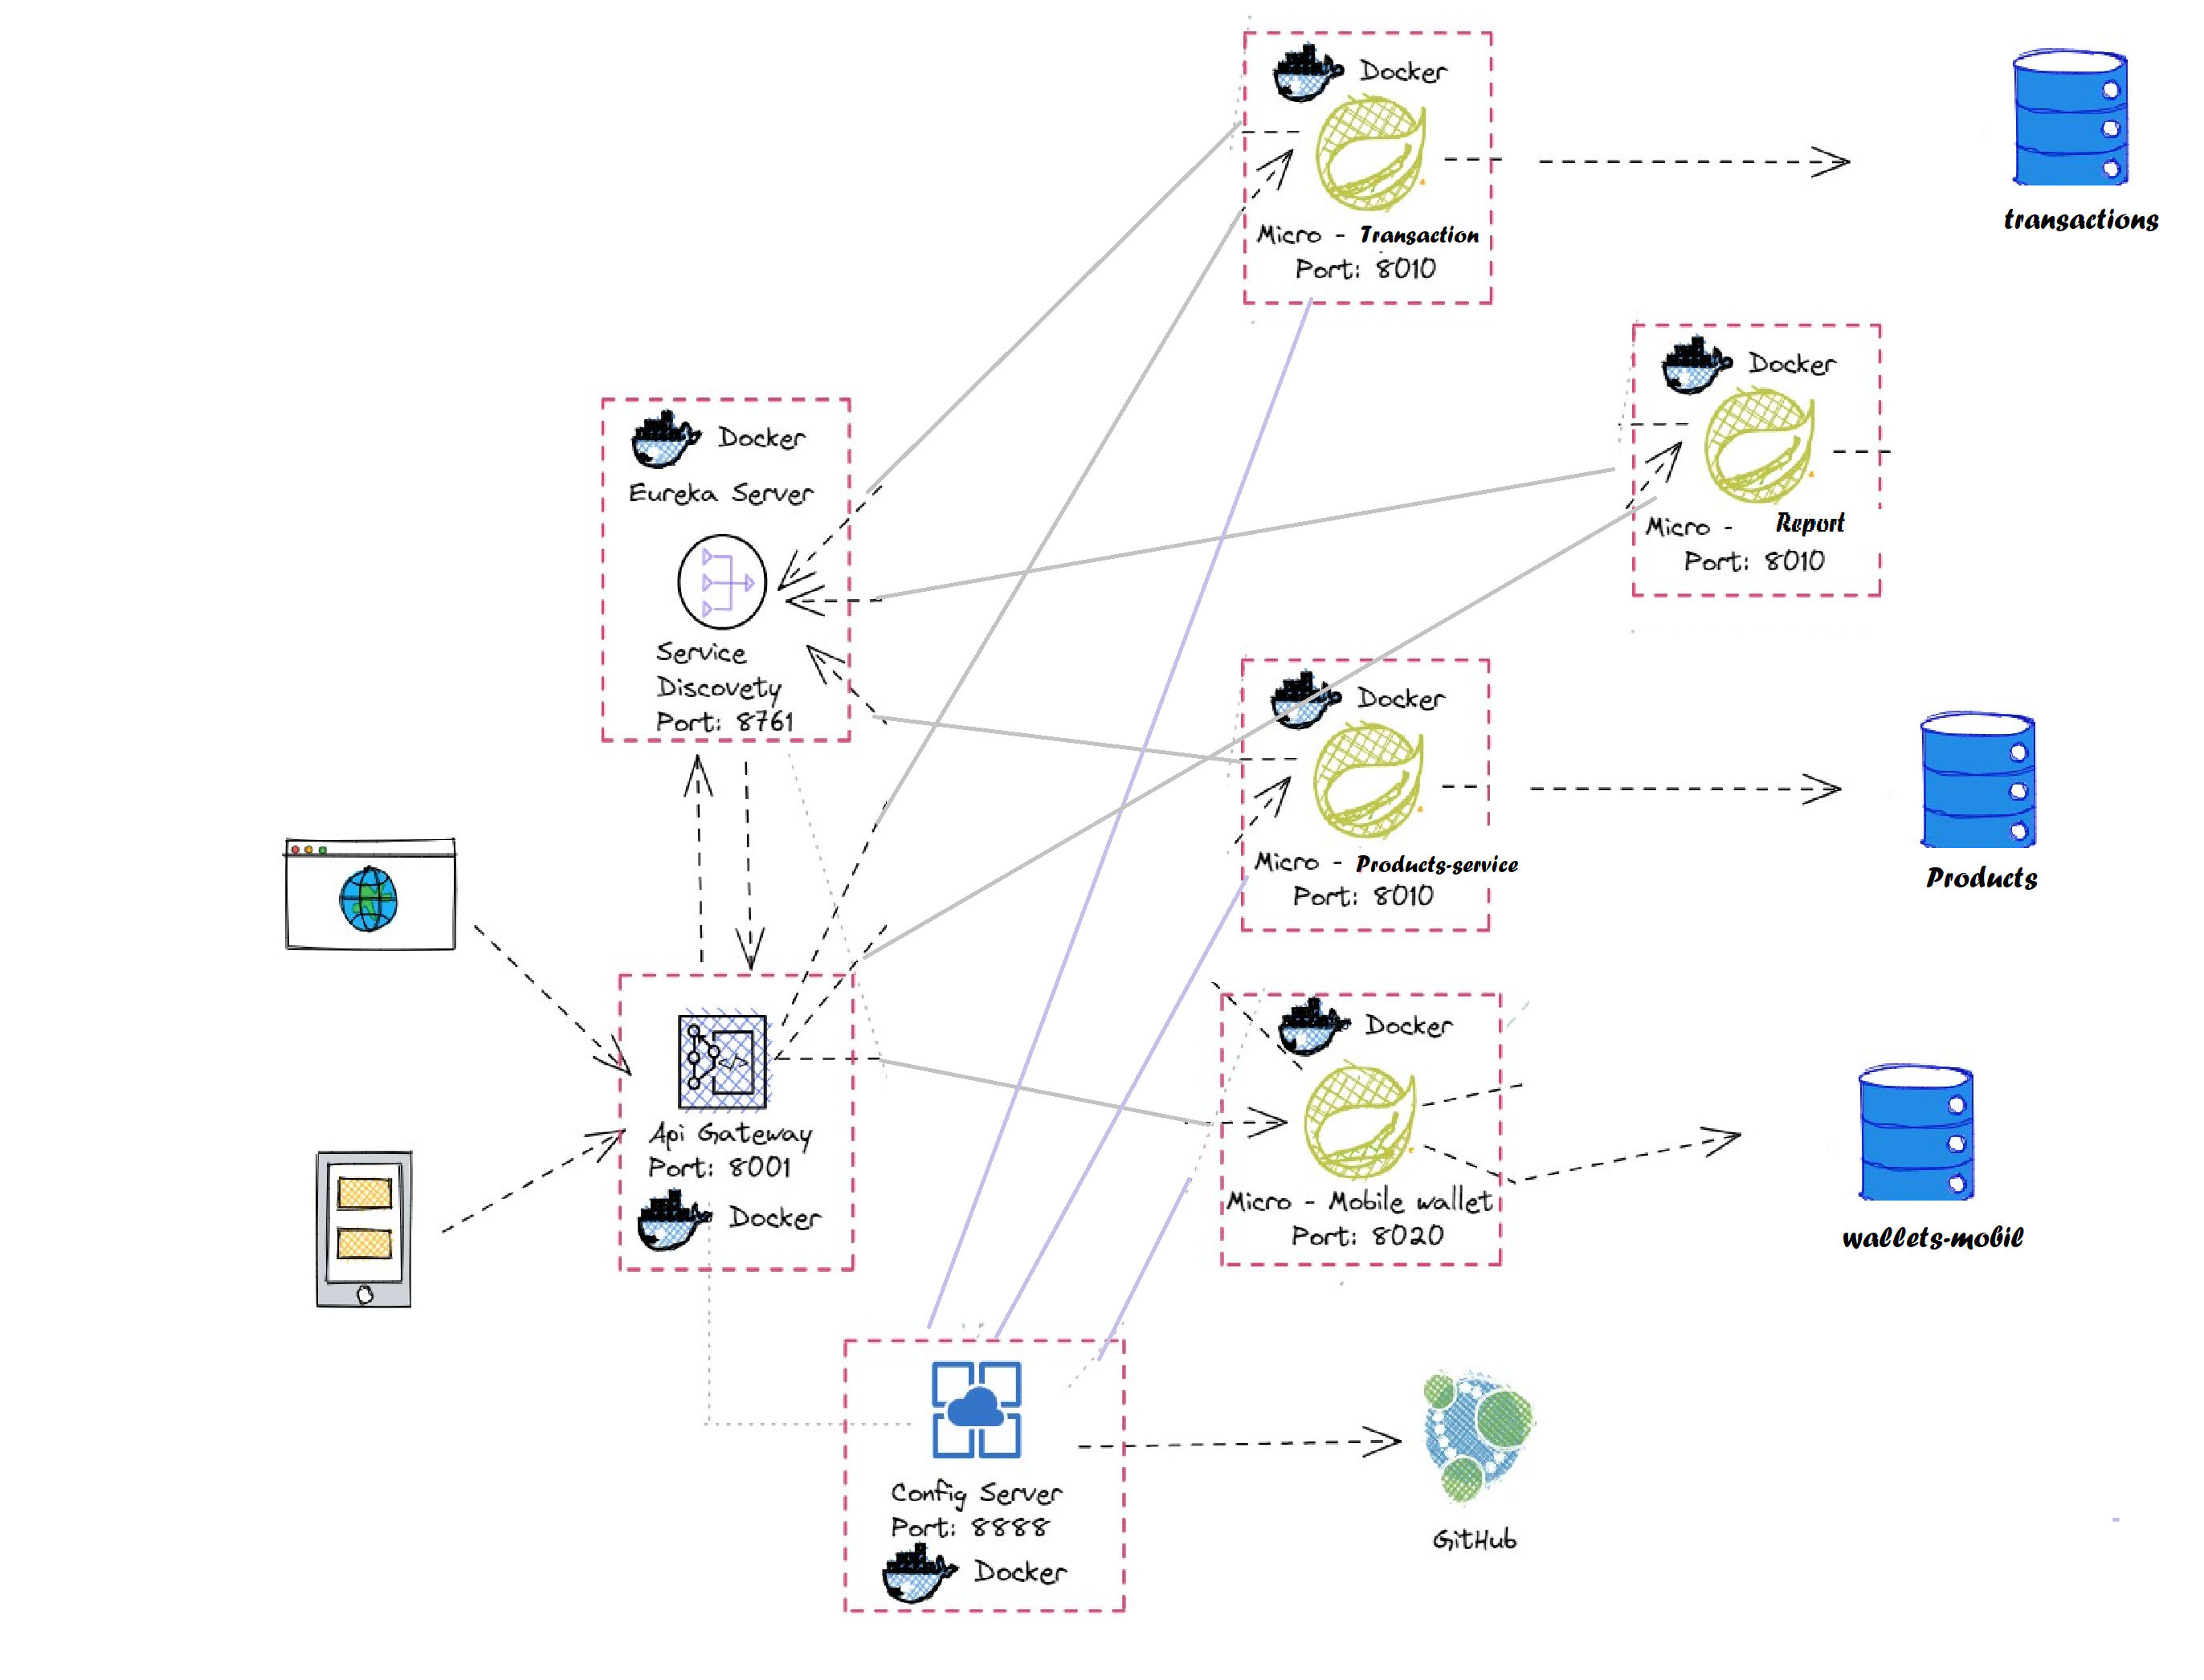 Docker
Micro - Transaction
Port: 8010
transactions
Docker
Micro - Report
Port: 8010
Docker
Eureka Server
Service
Discovety
Port: 8761
Docker
Micro - Products-service
Port: 8010
Products
Api Gateway
Port: 8001
Docker
Docker
Micro - Mobile wallet
Port: 8020
wallets-mobil
Config Server
Port: 8888
Docker
GitHub